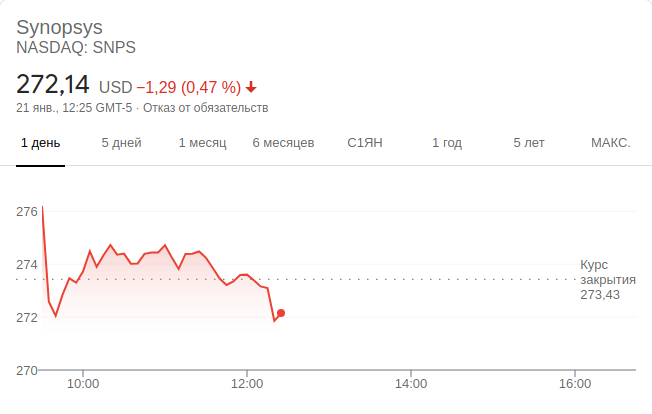 Synopsys
NASDAQ: SNPS
272,14 USD −1,29 (0,47 %)
21 янв., 12:25 GMT-5 · Отказ от обязательств
1 день 5 дней 1 месяц 6 месяцев С1ЯН 1 год 5 лет МАКС.
276
274
272
270
Курс
закрытия
273,43
10:00 12:00 14:00 16:00